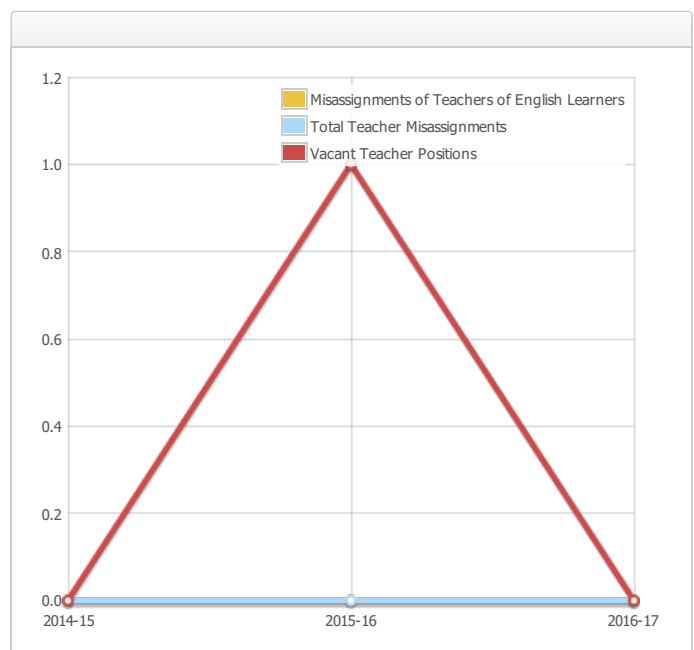 1.2
Misassignments of Teachers of English Learners
Total Teacher Misassignments
Vacant Teacher Positions
1.0
0.8
0.6
0.4
0.2
0.0
2014-15 2015-16 2016-17